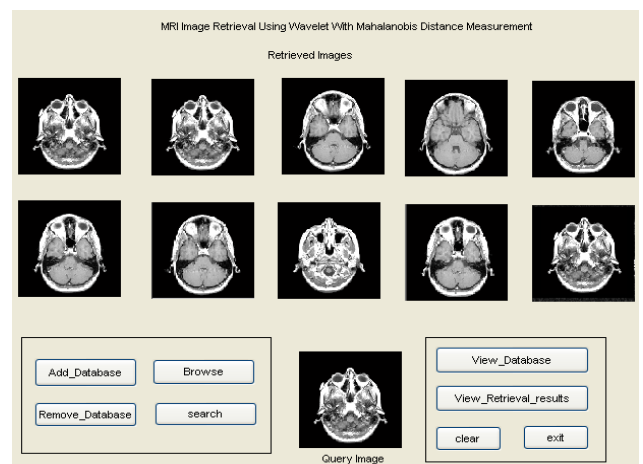 MRI Image Retrieval Using Wavelet With Mahalanobis Distance Measurement
Retrieved Images
Add_Database
Browse
Remove_Database
search
Query Image
View_Database
View_Retrieval_results
clear
exit